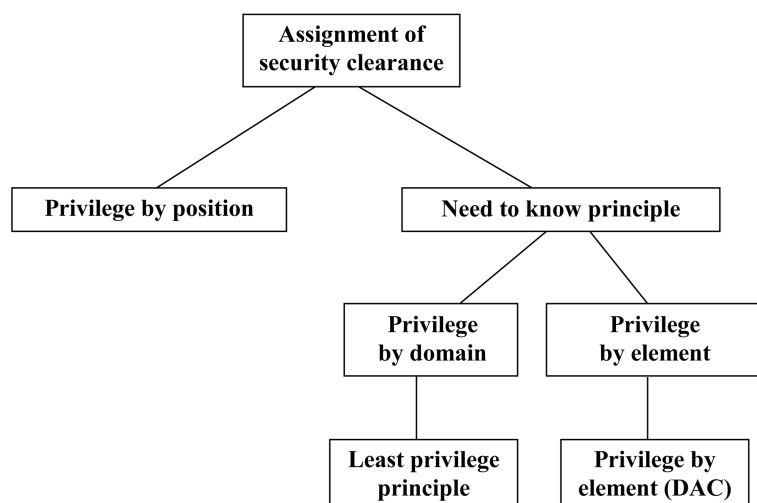 Assignment of
security clearance
Privilege by position
Need to know principle
Privilege
by domain
Privilege
by element
Least privilege
principle
Privilege by
element (DAC)